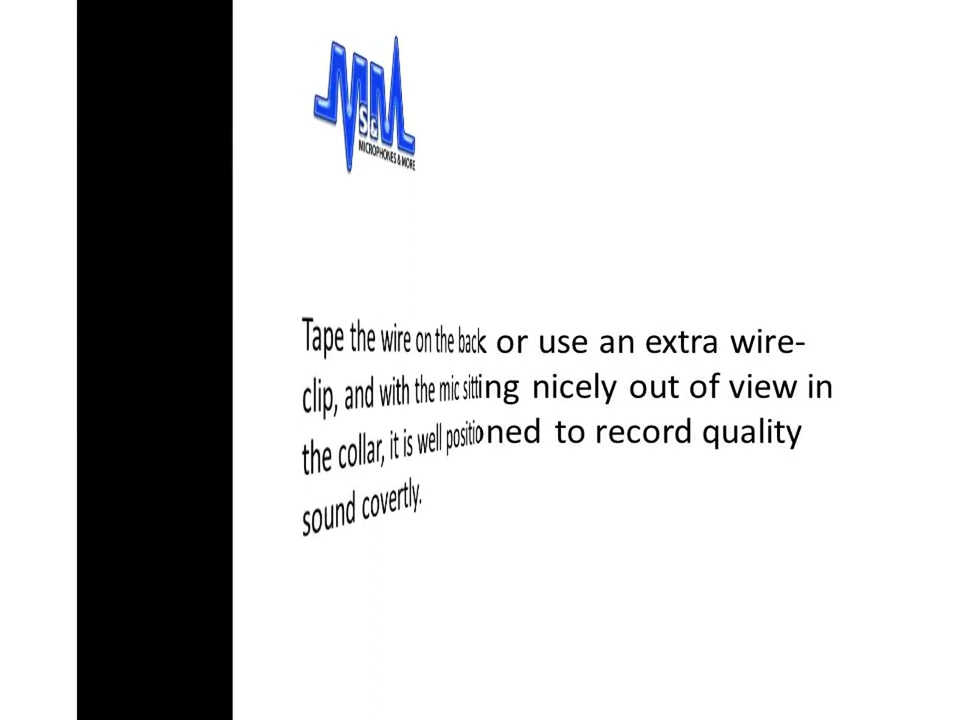 SC
MICROPHONES & MORE
Tape the wire on the back or use an extra wire-
clip, and with the mic sitting nicely out of view in
the collar, it is well positioned to record quality
sound covertly.